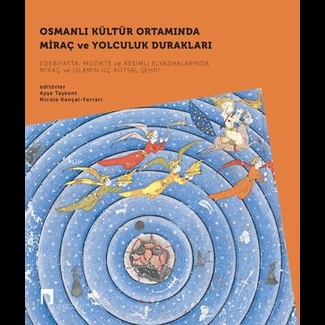 OSMANLI KÜLTÜR ORTAMINDA
MİRAÇ ve YOLCULUK DURAKLARI
EDEBİYATTA, MUZİKTE ve RESİMLİ ELYAZMALARINDA
MİRAÇ ve İSLAMIN ÜÇ KUTSAL ŞEHRİ
editörler
Ayşe Taşkent
Nicole Kançal-Ferrari